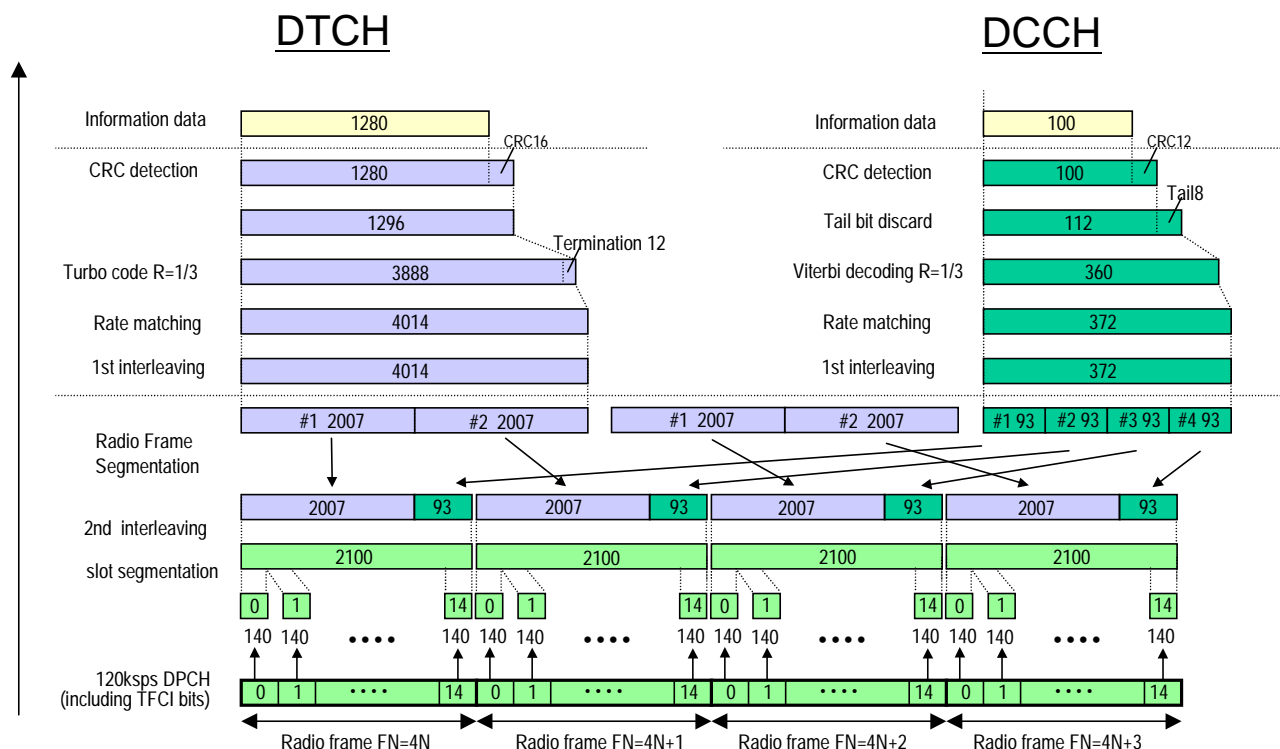 DTCH DCCH
Information data 1280 Information data 100
CRC16 CRC12
CRC detection 1280 CRC detection 100
Tail8
1296 Tail bit discard 112
Termination 12
Turbo code R=1/3 3888 Viterbi decoding R=1/3 360
Rate matching 4014 Rate matching 372
1st interleaving 4014 1st interleaving 372
#1 2007 #2 2007 #1 2007 #2 2007 #1 93 #2 93 #3 93 #4 93
Radio Frame
Segmentation
2007 93 2007 93 2007 93 2007 93
2nd interleaving
2100 2100 2100 2100
slot segmentation
0 1 14 0 1 14 0 1 14 0 1 14
140 140 •••• 140 140 140 •••• 140 140 140 •••• 140 140 140 •••• 140
120ksps DPCH
(including TFCI bits)
0 1 •••• 14 0 1 •••• 14 0 1 •••• 14 0 1 •••• 14
Radio frame FN=4N Radio frame FN=4N+1 Radio frame FN=4N+2 Radio frame FN=4N+3